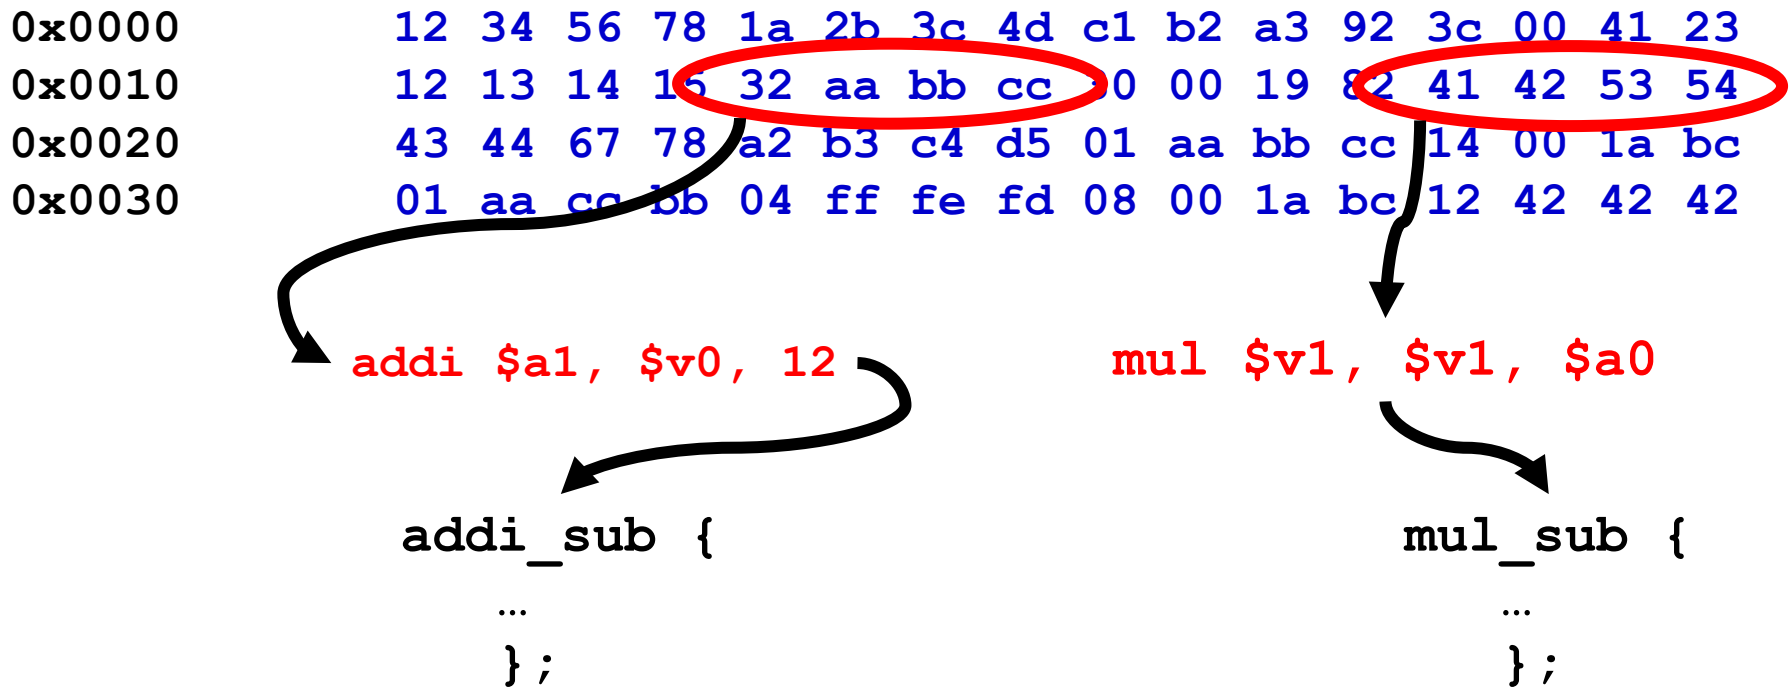 0x0000 12 34 56 78 1a 2b 3c 4d c1 b2 a3 92 3c 00 41 23
0x0010 12 13 14 15 32 aa bb cc 00 19 82 41 42 53 54
0x0020 43 44 67 78 a2 b3 c4 d5 01 aa bb cc 14 00 1a bc
0x0030 01 aa cc bb 04 ff fe fd 08 00 1a bc 12 42 42 42
addi $a1, $v0, 12
mul $v1, $v1, $a0
addi_sub {
…
};
mul_sub {
…
};